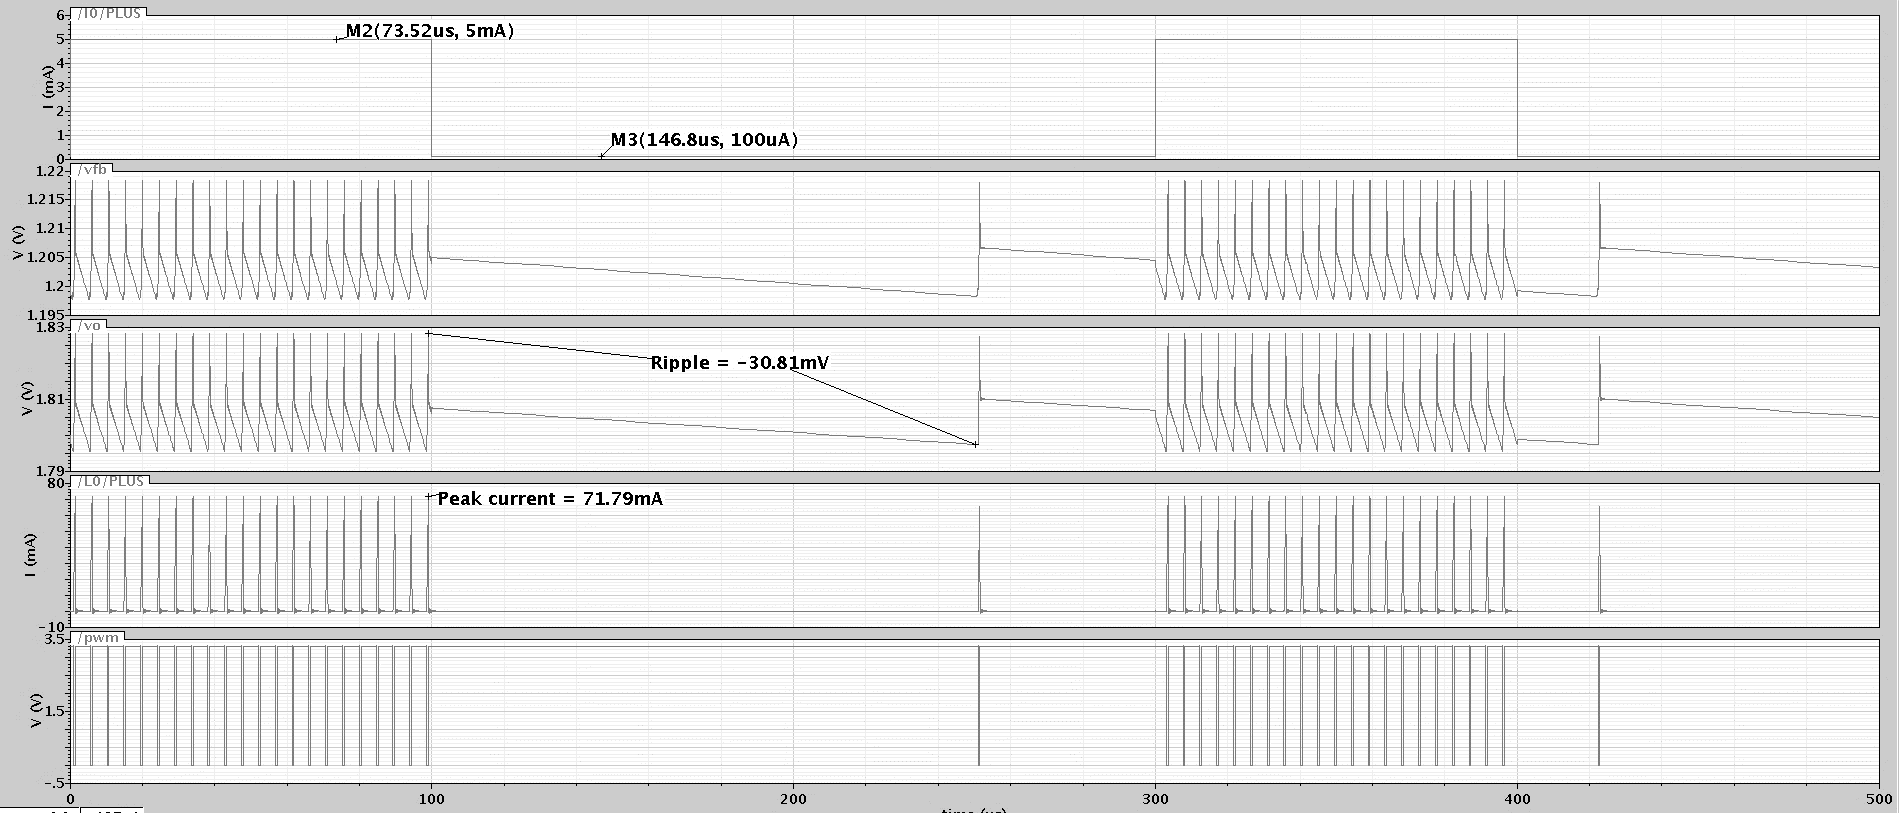 /I0/PLUS
6
5
4
3
2
1
0
I (mA)
M2(73.52us, 5mA)
M3(146.8us, 100uA)
/vfb
1.22
1.215
1.21
1.205
1.2
1.195
V (V)
/vo
1.83
1.81
1.79
V (V)
Ripple = -30.81mV
/L0/PLUS
80
-10
I (mA)
Peak current = 71.79mA
/pwm
3.5
1.5
-.5
V (V)
0 100 200 300 400 500
time (us)